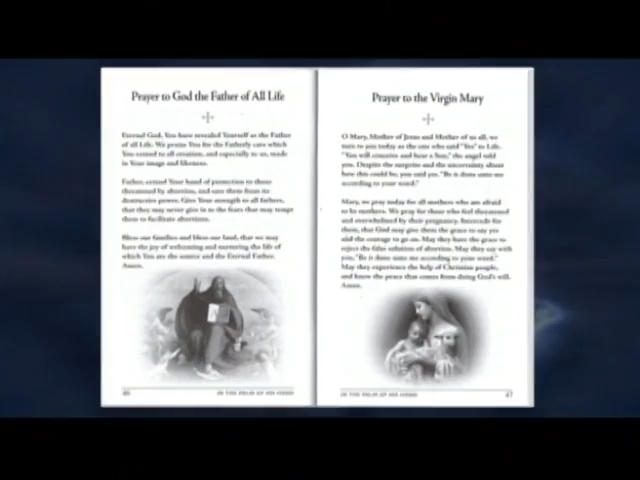 Prayer to God the Father of All Life
Eternal God, You have revealed Yourself as the Father
of all Life. We praise You for the Fatherly care which
You extend to all creation, and especially to us, made
in Your image and likeness.
Father, extend Your hand of protection to those
threatened by abortion, and save them from its
destructive power. Give Your strength to all fathers,
that they may never give in to the fears that may tempt
them to facilitate abortions.
Bless our families and bless our land, that we may
have the joy of welcoming and nurturing the life of
which You are the source and the Eternal Father.
Amen.
46
IN THE PALM OF HIS HAND
Prayer to the Virgin Mary
O Mary, Mother of Jesus and Mother of us all, we
turn to you today as the one who said "Yes" to Life.
"You will conceive and bear a Son," the angel told
you. Despite the surprise and the uncertainty about
how this could be, you said yes. "Be it done unto me
according to your word."
Mary, we pray today for all mothers who are afraid
to be mothers. We pray for those who feel threatened
and overwhelmed by their pregnancy. Intercede for
them, that God may give them the grace to say yes
and the courage to go on. May they have the grace to
reject the false solution of abortion. May they say with
you, "Be it done unto me according to your word."
May they experience the help of Christian people,
and know the peace that comes from doing God's will.
Amen.
IN THE PALM OF HIS HAND
47